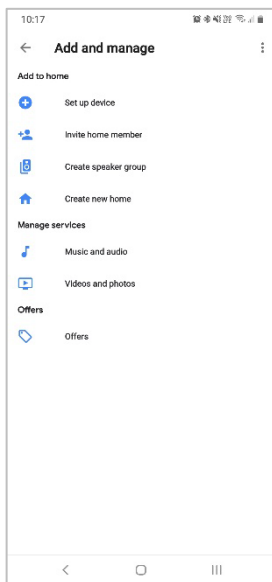 10:17
Add and manage
Add to home
Set up device
Invite home member
Create speaker group
Create new home
Manage services
Music and audio
Videos and photos
Offers
Offers